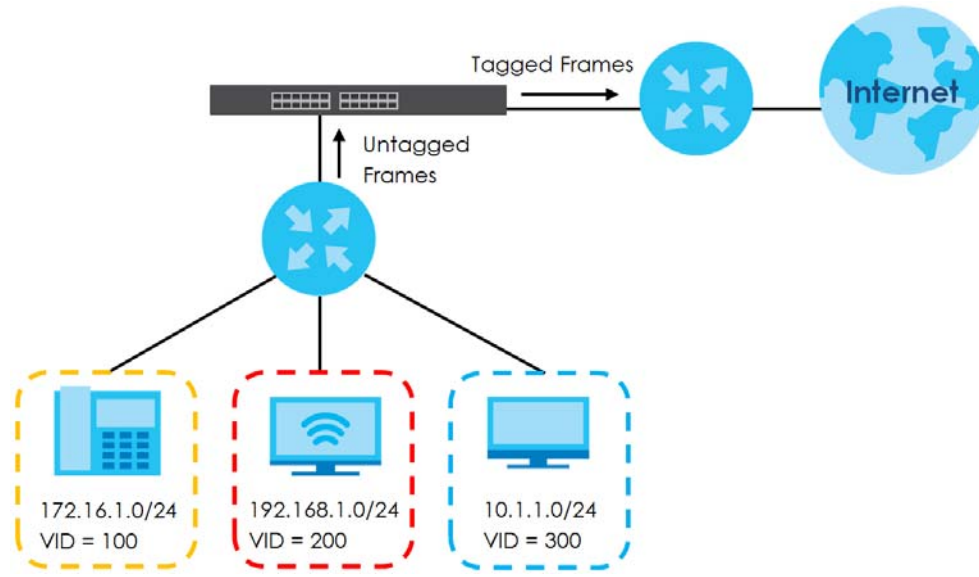 Tagged Frames
Internet
Untagged
Frames
172.16.1.0/24
VID = 100
192.168.1.0/24
VID = 200
10.1.1.0/24
VID = 300